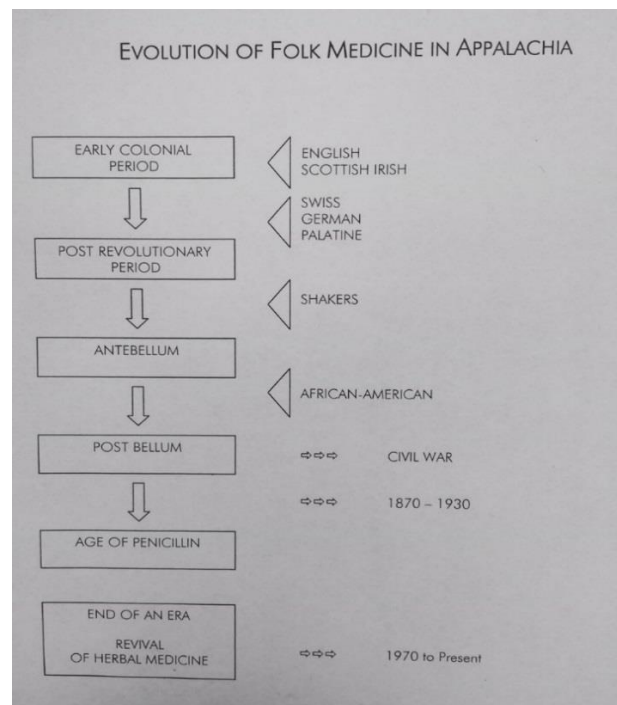 EVOLUTION OF FOLK MEDICINE IN APPALACHIA
EARLY COLONIAL
PERIOD
ENGLISH
SCOTTISH IRISH
SWISS
GERMAN
PALATINE
POST REVOLUTIONARY
PERIOD
SHAKERS
ANTEBELLUM
AFRICAN-AMERICAN
POST BELLUM
CIVIL WAR
1870 – 1930
AGE OF PENICILLIN
END OF AN ERA
REVIVAL
OF HERBAL MEDICINE
1970 to Present